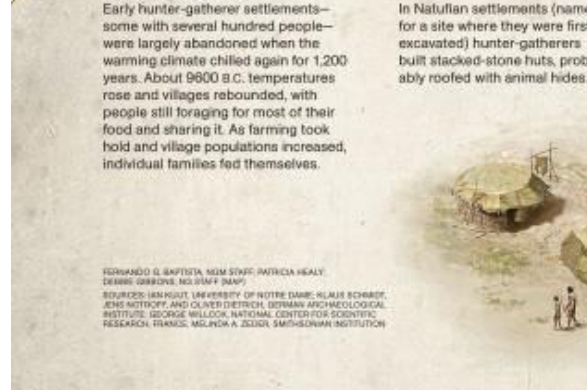 Early hunter-gatherer settlements—
some with several hundred people—
were largely abandoned when the
warming climate chilled again for 1,200
years. About 9600 B.C. temperatures
rose and villages rebounded, with
people still foraging for most of their
food and sharing it. As farming took
hold and village populations increased,
individual families fed themselves.
In Natufian settlements (name
for a site where they were firs
excavated) hunter-gatherers
built stacked-stone huts, prob
ably roofed with animal hides
FERNANDO G. BAPTISTA, NGM STAFF; PATRICIA HEALY;
DEBBIE GIBBONS, NG STAFF (MAP)
SOURCES: IAN KUIJT, UNIVERSITY OF NOTRE DAME; KLAUS SCHMIDT,
JENS NOTROFF, AND OLIVER DIETRICH, GERMAN ARCHAEOLOGICAL
INSTITUTE; GEORGE WILLCOX, NATIONAL CENTER FOR SCIENTIFIC
RESEARCH, FRANCE; MELINDA A. ZEDER, SMITHSONIAN INSTITUTION